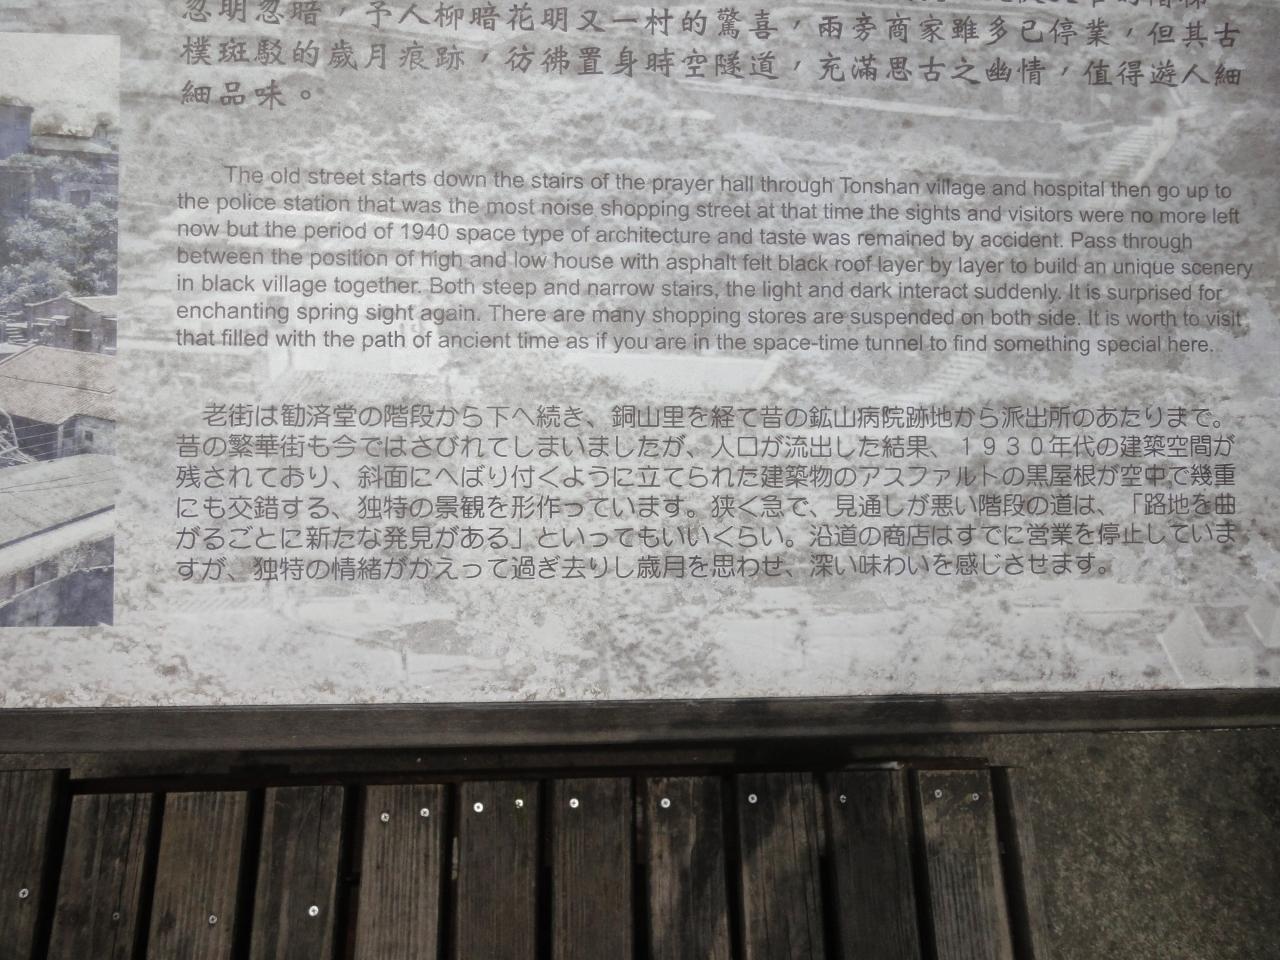 忽明忽暗，予人柳暗花明又一村的驚喜，兩旁商家雖多已停業，但其古
樸斑駁的歲月痕跡，彷彿置身時空隧道，充滿思古之幽情，值得遊人細
細品味。
The old street starts down the stairs of the prayer hall through Tonshan village and hospital then go up to
the police station that was the most noise shopping street at that time the sights and visitors were no more left
now but the period of 1940 space type of architecture and taste was remained by accident. Pass through
between the position of high and low house with asphalt felt black roof layer by layer to build an unique scenery
in black village together. Both steep and narrow stairs, the light and dark interact suddenly. It is surprised for
enchanting spring sight again. There are many shopping stores are suspended on both side. It is worth to visit
that filled with the path of ancient time as if you are in the space-time tunnel to find something special here.
老街は勧済堂の階段から下へ続き、銅山里を経て昔の鉱山病院跡地から派出所のあたりまで。
昔の繁華街も今ではさびれてしまいましたが、人口が流出した結果、１９３０年代の建築空間が
残されており、斜面にへばり付くように立てられた建築物のアスファルトの黒屋根が空中で幾重
にも交錯する、独特の景観を形作っています。狭く急で、見通しが悪い階段の道は、「路地を曲
がるごとに新たな発見がある」といってもいいくらい。沿道の商店はすでに営業を停止していま
すが、独特の情緒がかえって過ぎ去りし歳月を思わせ、深い味わいを感じさせます。